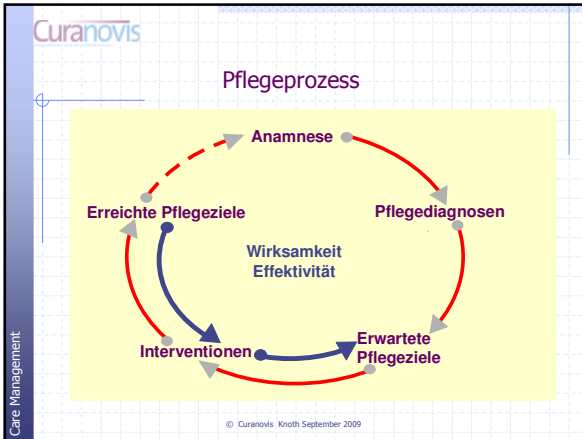 Curanovis
Pflegeprozess
Anamnese
Erreichte Pflegeziele
Pflegediagnosen
Wirksamkeit
Effektivität
Interventionen
Erwartete
Pflegeziele
Care Management
© Curanovis Knoth September 2009